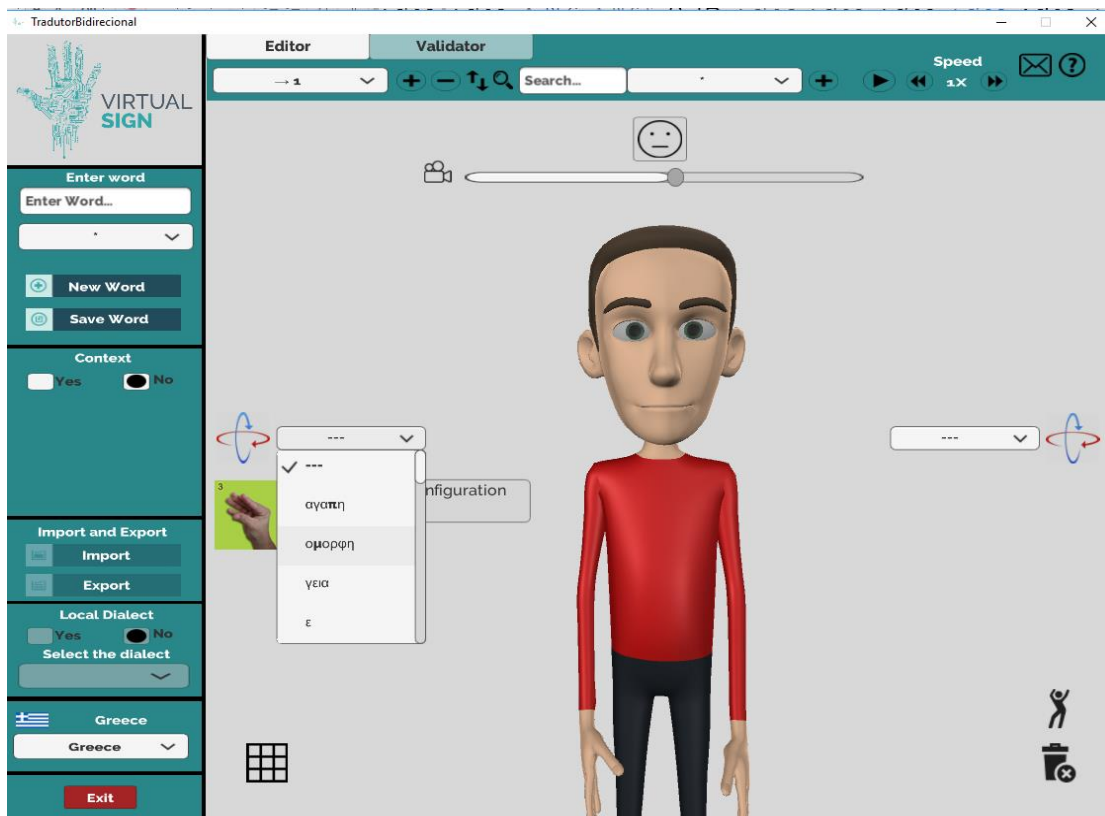 TradutorBidirecional
VIRTUAL
SIGN
Editor
Validator
→ 1
Search...
*
Speed
1X
Enter word
Enter Word...
*
New Word
Save Word
Context
Yes
No
---
---
αγαπη
ομορφη
γεια
ε
3
nfiguration
---
Import and Export
Import
Export
Local Dialect
Yes
No
Select the dialect
Greece
Greece
Exit